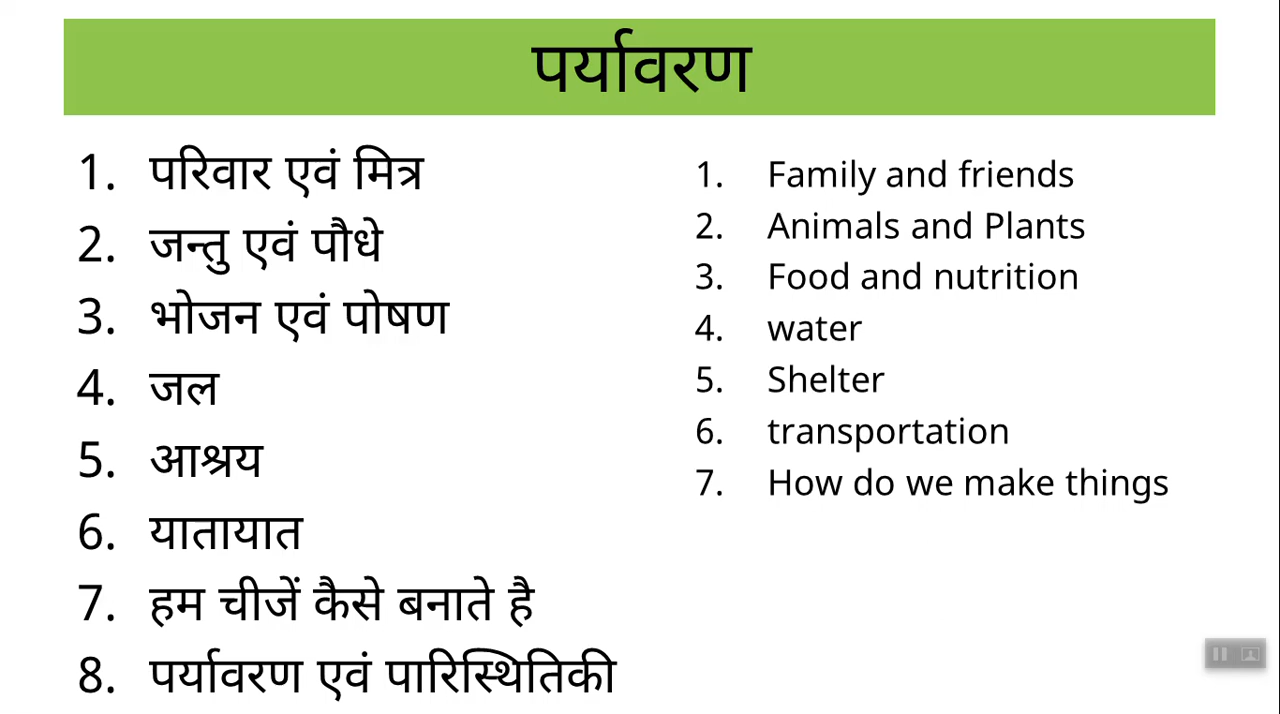 पर्यावरण
1. परिवार एवं मित्र
2. जन्तु एवं पौधे
3. भोजन एवं पोषण
4. जल
5. आश्रय
6. यातायात
7. हम चीजें कैसे बनाते है
8. पर्यावरण एवं पारिस्थितिकी
1. Family and friends
2. Animals and Plants
3. Food and nutrition
4. water
5. Shelter
6. transportation
7. How do we make things